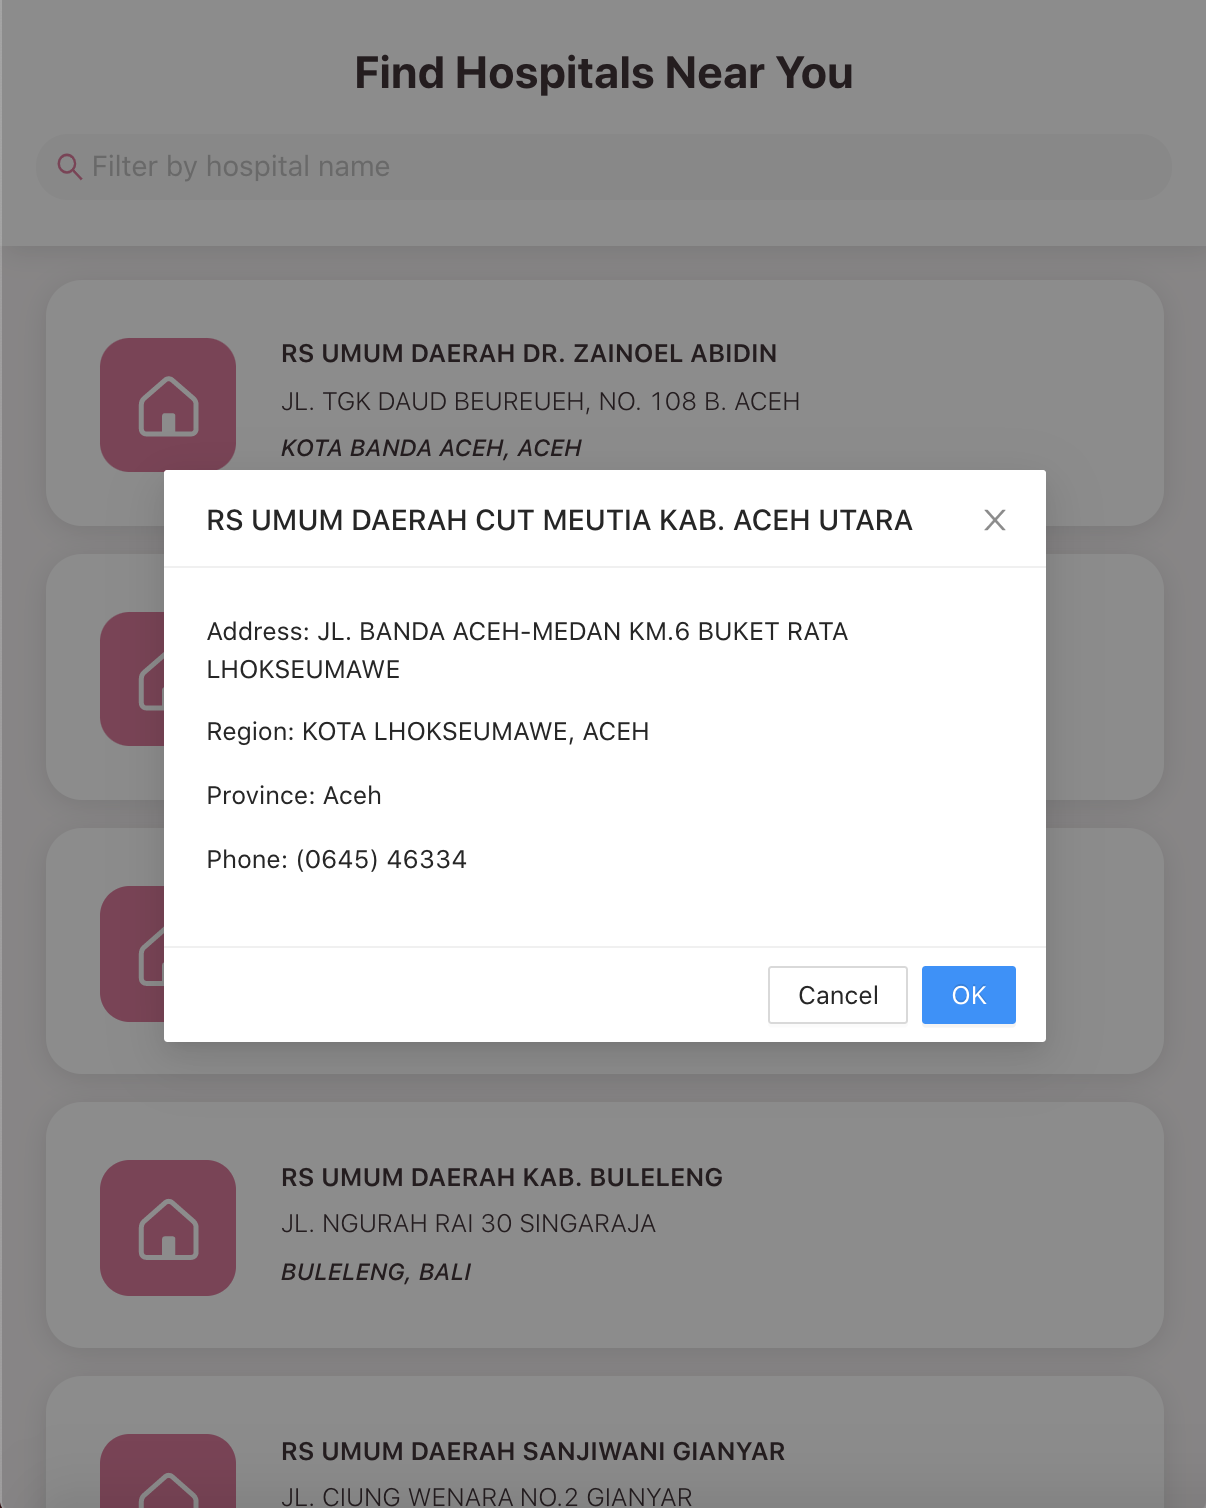 Find Hospitals Near You
Filter by hospital name
RS UMUM DAERAH DR. ZAINOEL ABIDIN
JL. TGK DAUD BEUREUEH, NO. 108 B. ACEH
KOTA BANDA ACEH, ACEH
RS UMUM DAERAH CUT MEUTIA KAB. ACEH UTARA
Address: JL. BANDA ACEH-MEDAN KM.6 BUKET RATA
LHOKSEUMAWE
Region: KOTA LHOKSEUMAWE, ACEH
Province: Aceh
Phone: (0645) 46334
Cancel
OK
RS UMUM DAERAH KAB. BULELENG
JL. NGURAH RAI 30 SINGARAJA
BULELENG, BALI
RS UMUM DAERAH SANJIWANI GIANYAR
JL. CIUNG WENARA NO.2 GIANYAR